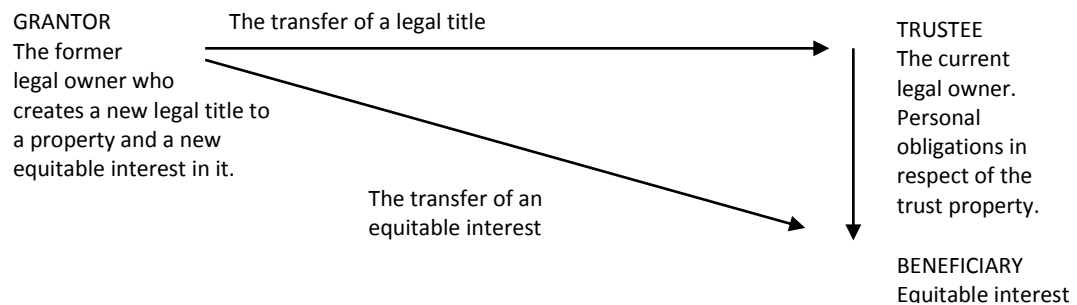 GRANTOR
The former
legal owner who
creates a new legal title to
a property and a new
equitable interest in it.
The transfer of a legal title
The transfer of an
equitable interest
TRUSTEE
The current
legal owner.
Personal
obligations in
respect of the
trust property.
BENEFICIARY
Equitable interest